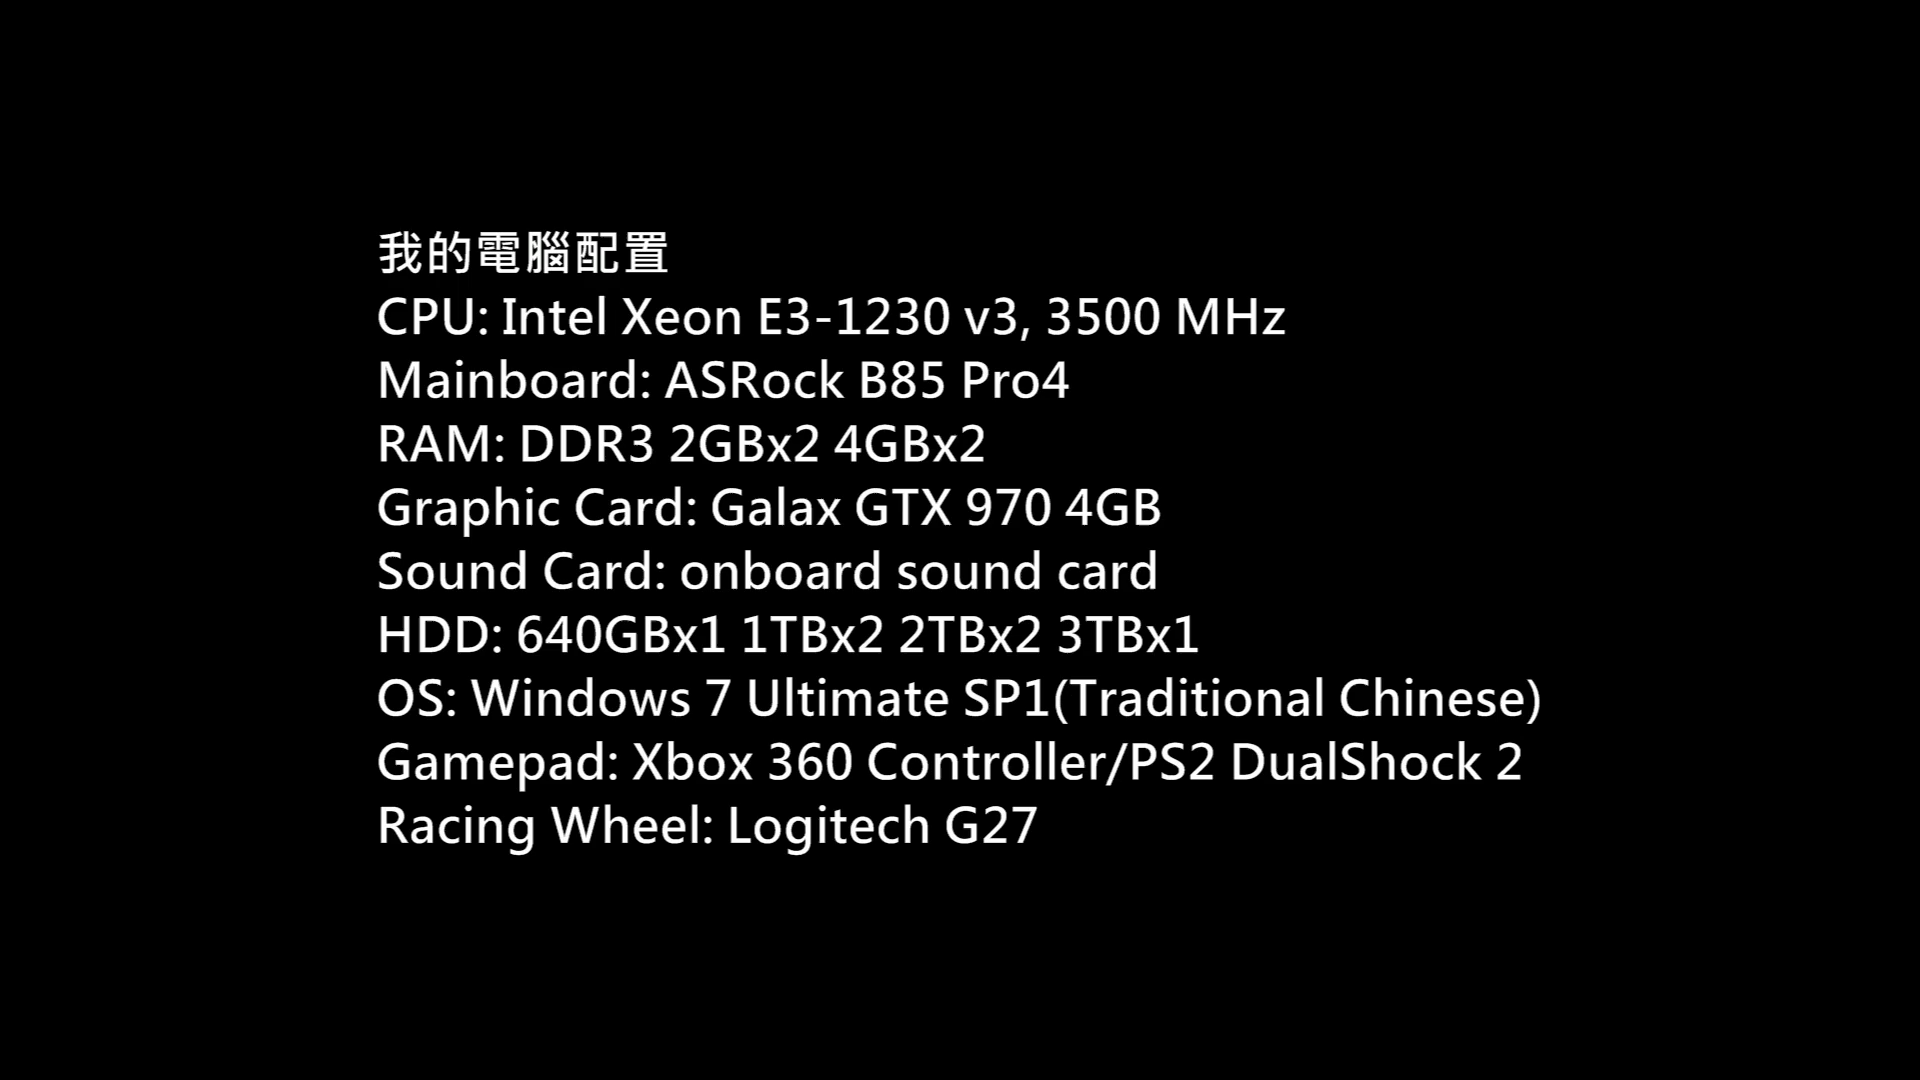 我的電腦配置
CPU: Intel Xeon E3-1230 v3, 3500 MHz
Mainboard: ASRock B85 Pro4
RAM: DDR3 2GBx2 4GBx2
Graphic Card: Galax GTX 970 4GB
Sound Card: onboard sound card
HDD: 640GBx1 1TBx2 2TBx2 3TBx1
OS: Windows 7 Ultimate SP1(Traditional Chinese)
Gamepad: Xbox 360 Controller/PS2 DualShock 2
Racing Wheel: Logitech G27